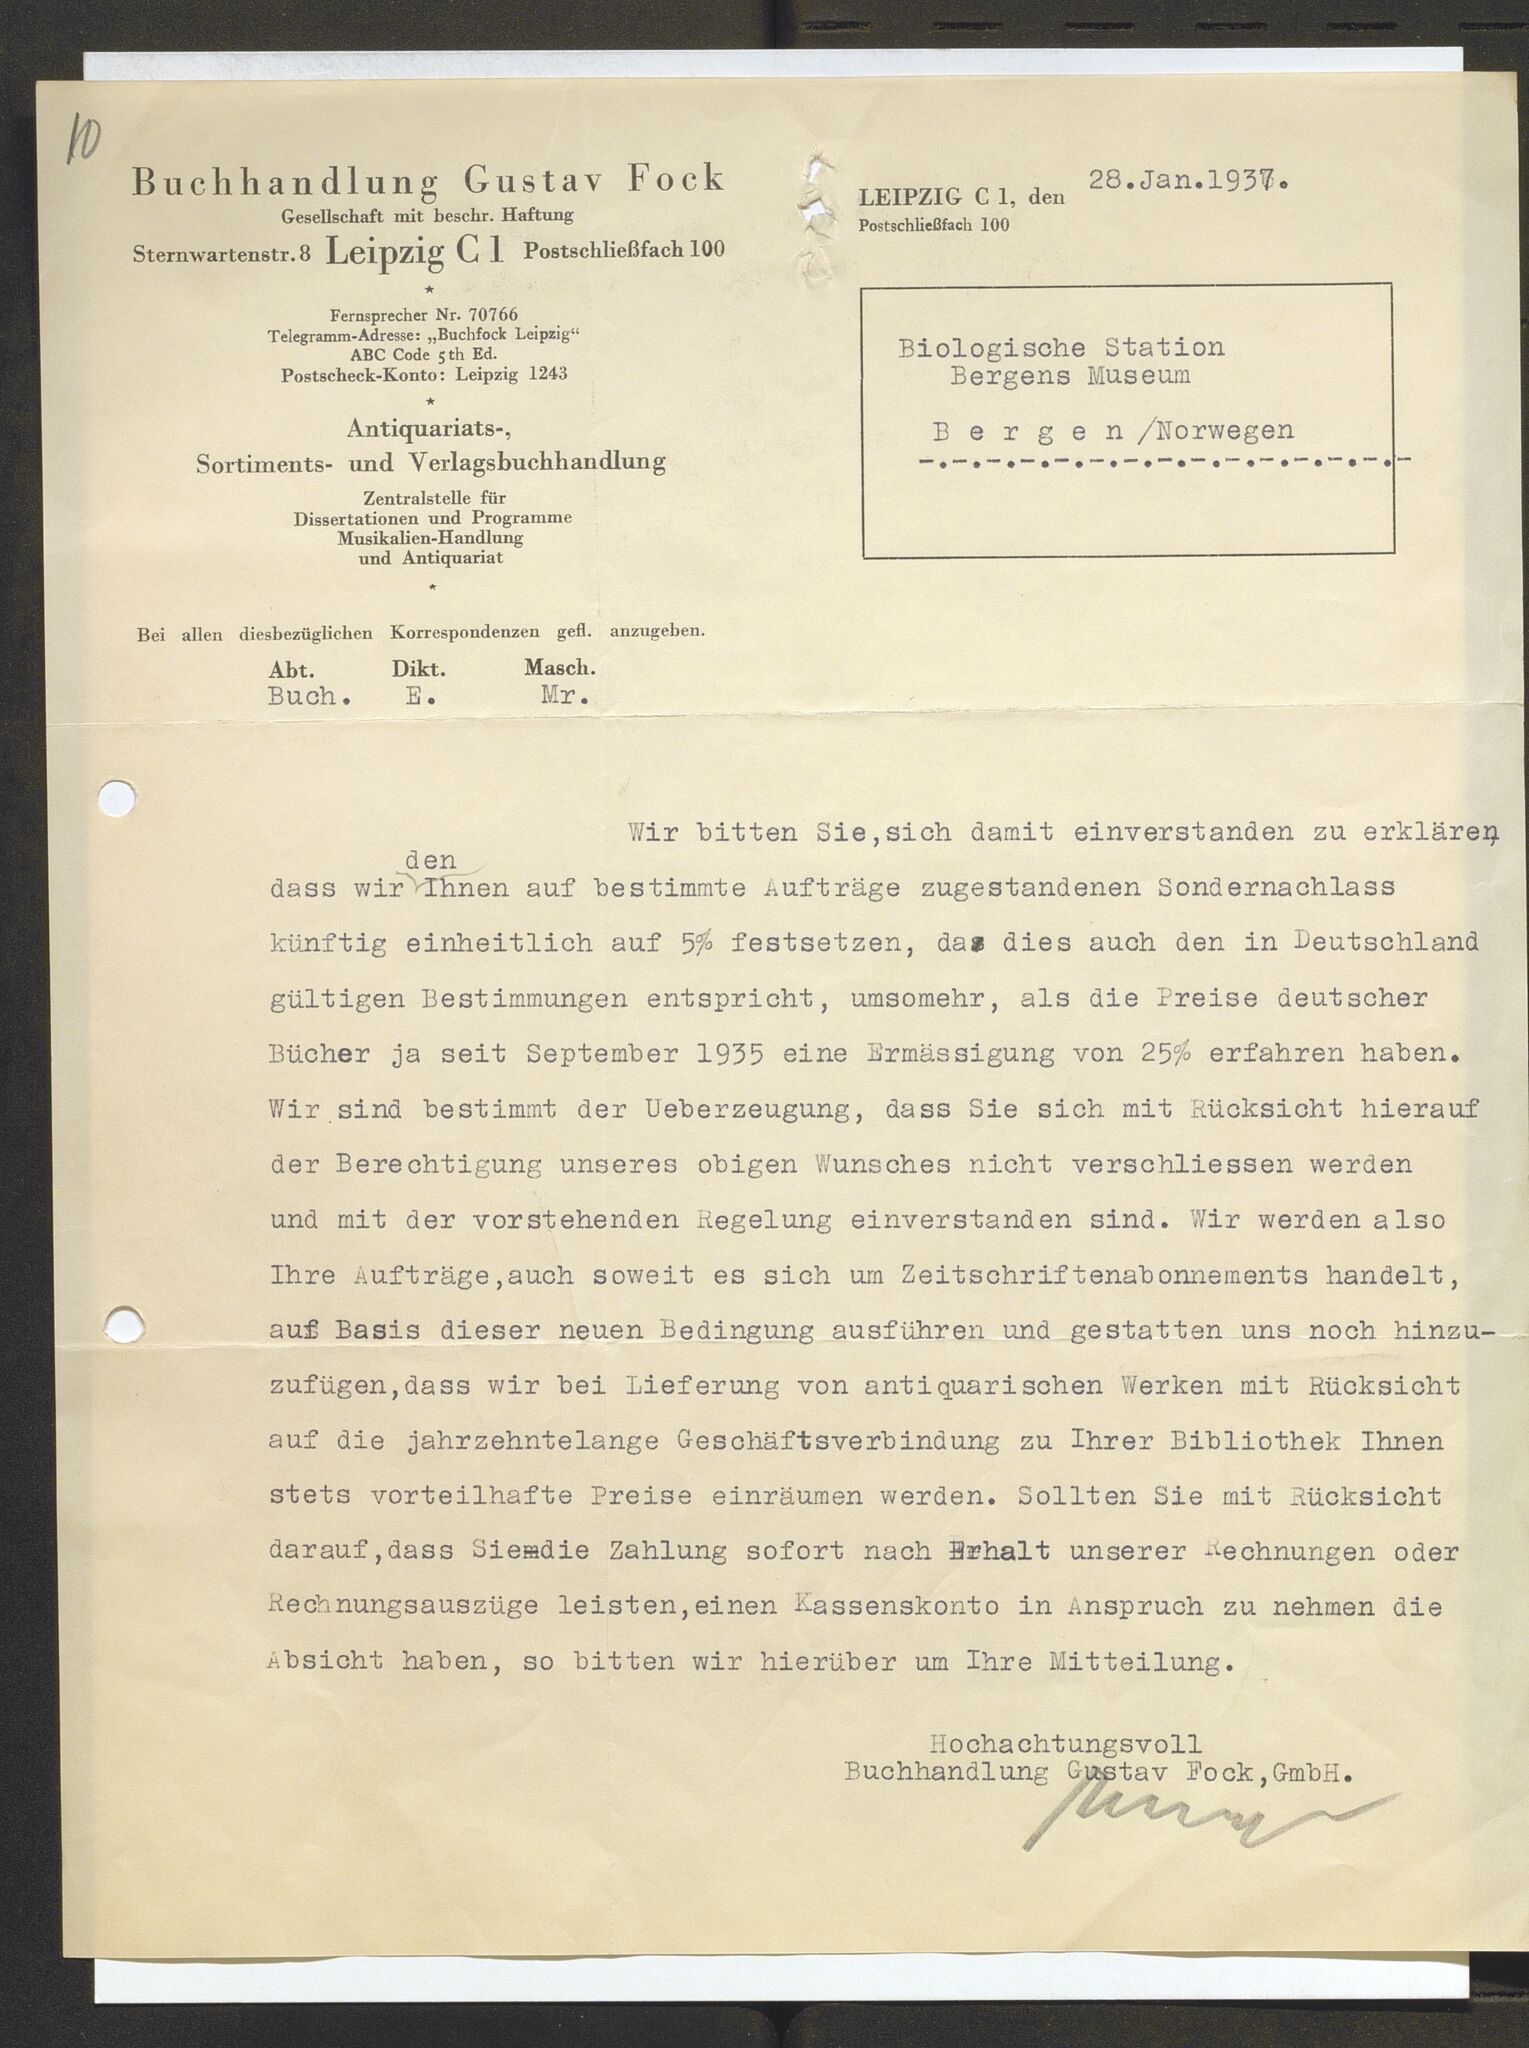 10
Buchhandlung Gustav Fock
Gesellschaft mit beschr. Haftung
Sternwartenstr. 8 Leipzig C 1 Postschließfach 100
*
Fernsprecher Nr. 70766
Telegramm-Adresse: „Buchfock Leipzig“
ABC Code 5th Ed.
Postscheck-Konto: Leipzig 1243
*
Antiquariats-,
Sortiments- und Verlagsbuchhandlung
Zentralstelle für
Dissertationen und Programme
Musikalien-Handlung
und Antiquariat
*
Bei allen diesbezüglichen Korrespondenzen gefl. anzugeben.
Abt. Dikt. Masch.
Buch. E. Mr.
LEIPZIG C 1, den 28.Jan.1937.
Postschließfach 100
Biologische Station
Bergens Museum
B e r g e n /Norwegen
-.-.-.-.-.-.-.-.-.-.-.-.-.-.-
Wir bitten Sie,sich damit einverstanden zu erklären,
den
dass wir Ihnen auf bestimmte Aufträge zugestandenen Sondernachlass
künftig einheitlich auf 5% festsetzen, das dies auch den in Deutschland
gültigen Bestimmungen entspricht, umsomehr, als die Preise deutscher
Bücher ja seit September 1935 eine Ermässigung von 25% erfahren haben.
Wir sind bestimmt der Ueberzeugung, dass Sie sich mit Rücksicht hierauf
der Berechtigung unseres obigen Wunsches nicht verschliessen werden
und mit der vorstehenden Regelung einverstanden sind. Wir werden also
Ihre Aufträge,auch soweit es sich um Zeitschriftenabonnements handelt,
auf Basis dieser neuen Bedingung ausführen und gestatten uns noch hinzu-
zufügen,dass wir bei Lieferung von antiquarischen Werken mit Rücksicht
auf die jahrzehntelange Geschäftsverbindung zu Ihrer Bibliothek Ihnen
stets vorteilhafte Preise einräumen werden. Sollten Sie mit Rücksicht
darauf,dass Sie die Zahlung sofort nach Erhalt unserer Rechnungen oder
Rechnungsauszüge leisten,einen Kassenskonto in Anspruch zu nehmen die
Absicht haben, so bitten wir hierüber um Ihre Mitteilung.
Hochachtungsvoll
Buchhandlung Gustav Fock,GmbH.